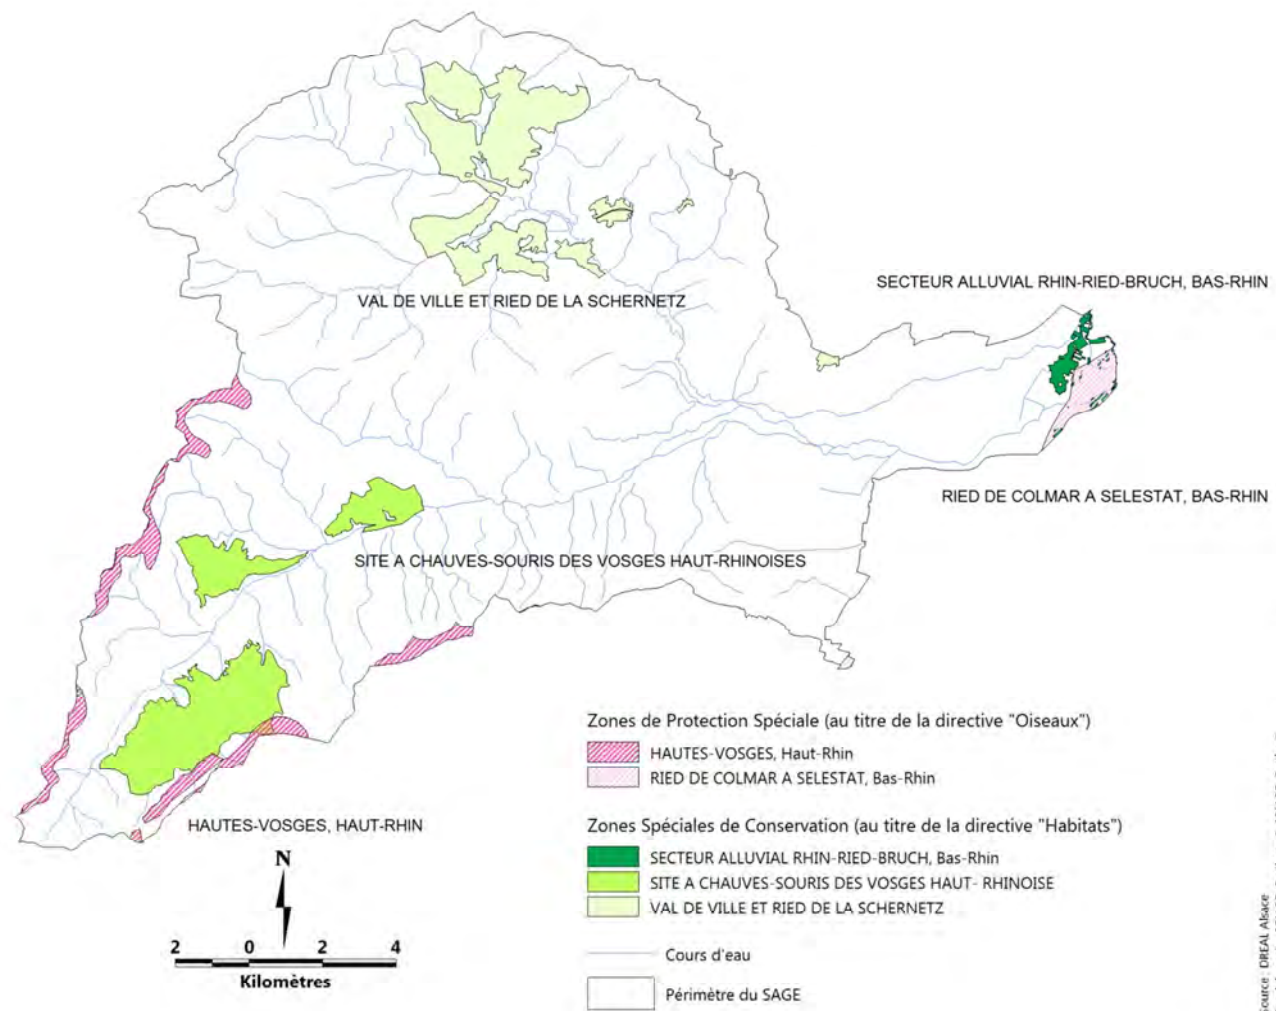 SECTEUR ALLUVIAL RHIN-RIED-BRUCH, BAS-RHIN
VAL DE VILLE ET RIED DE LA SCHERNETZ
RIED DE COLMAR A SELESTAT, BAS-RHIN
SITE A CHAUVES-SOURIS DES VOSGES HAUT-RHINOISES
HAUTES-VOSGES, HAUT-RHIN
N
2 0 2 4
Kilomètres
Zones de Protection Spéciale (au titre de la directive "Oiseaux")
HAUTES-VOSGES, Haut-Rhin
RIED DE COLMAR A SELESTAT, Bas-Rhin
Zones Spéciales de Conservation (au titre de la directive "Habitats")
SECTEUR ALLUVIAL RHIN-RIED-BRUCH, Bas-Rhin
SITE A CHAUVES-SOURIS DES VOSGES HAUT- RHINOISE
VAL DE VILLE ET RIED DE LA SCHERNETZ
Cours d'eau
Périmètre du SAGE
Source : DREAL Alsace